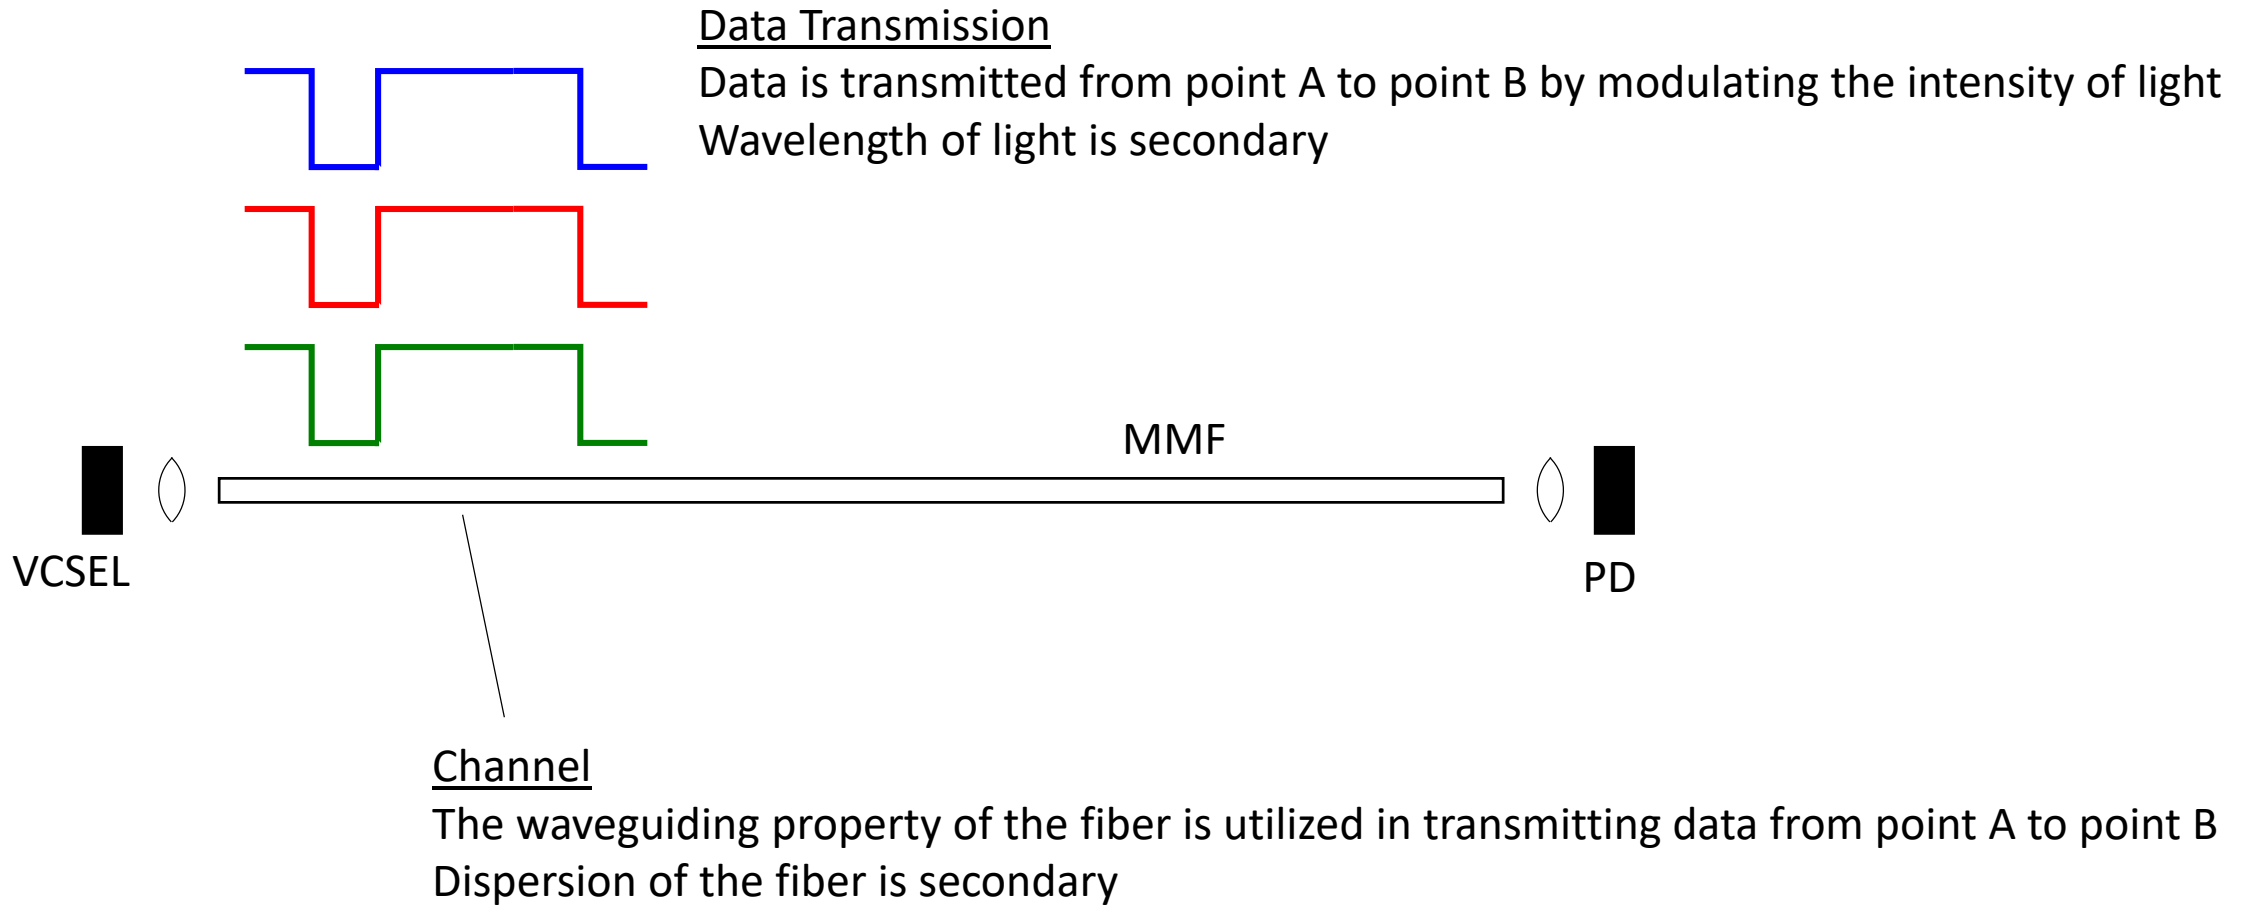 Data Transmission
Data is transmitted from point A to point B by modulating the intensity of light
Wavelength of light is secondary
MMF
VCSEL
PD
Channel
The waveguiding property of the fiber is utilized in transmitting data from point A to point B
Dispersion of the fiber is secondary